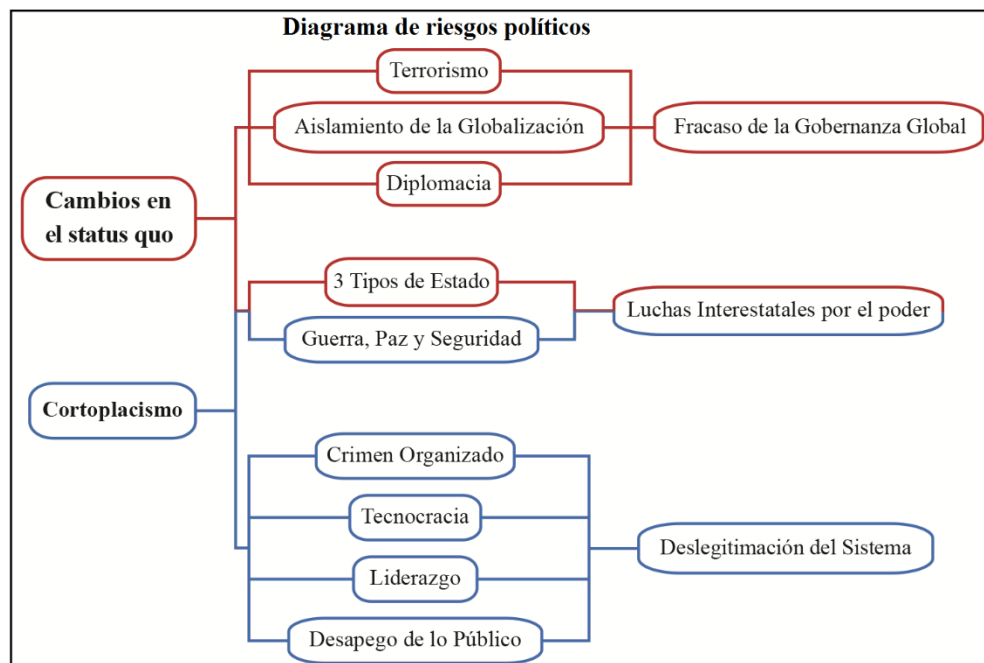 Diagrama de riesgos políticos
Terrorismo
Aislamiento de la Globalización
Fracaso de la Gobernanza Global
Diplomacia
Cambios en
el status quo
3 Tipos de Estado
Luchas Interestatales por el poder
Guerra, Paz y Seguridad
Cortoplacismo
Crimen Organizado
Tecnocracia
Deslegitimación del Sistema
Liderazgo
Desapego de lo Público